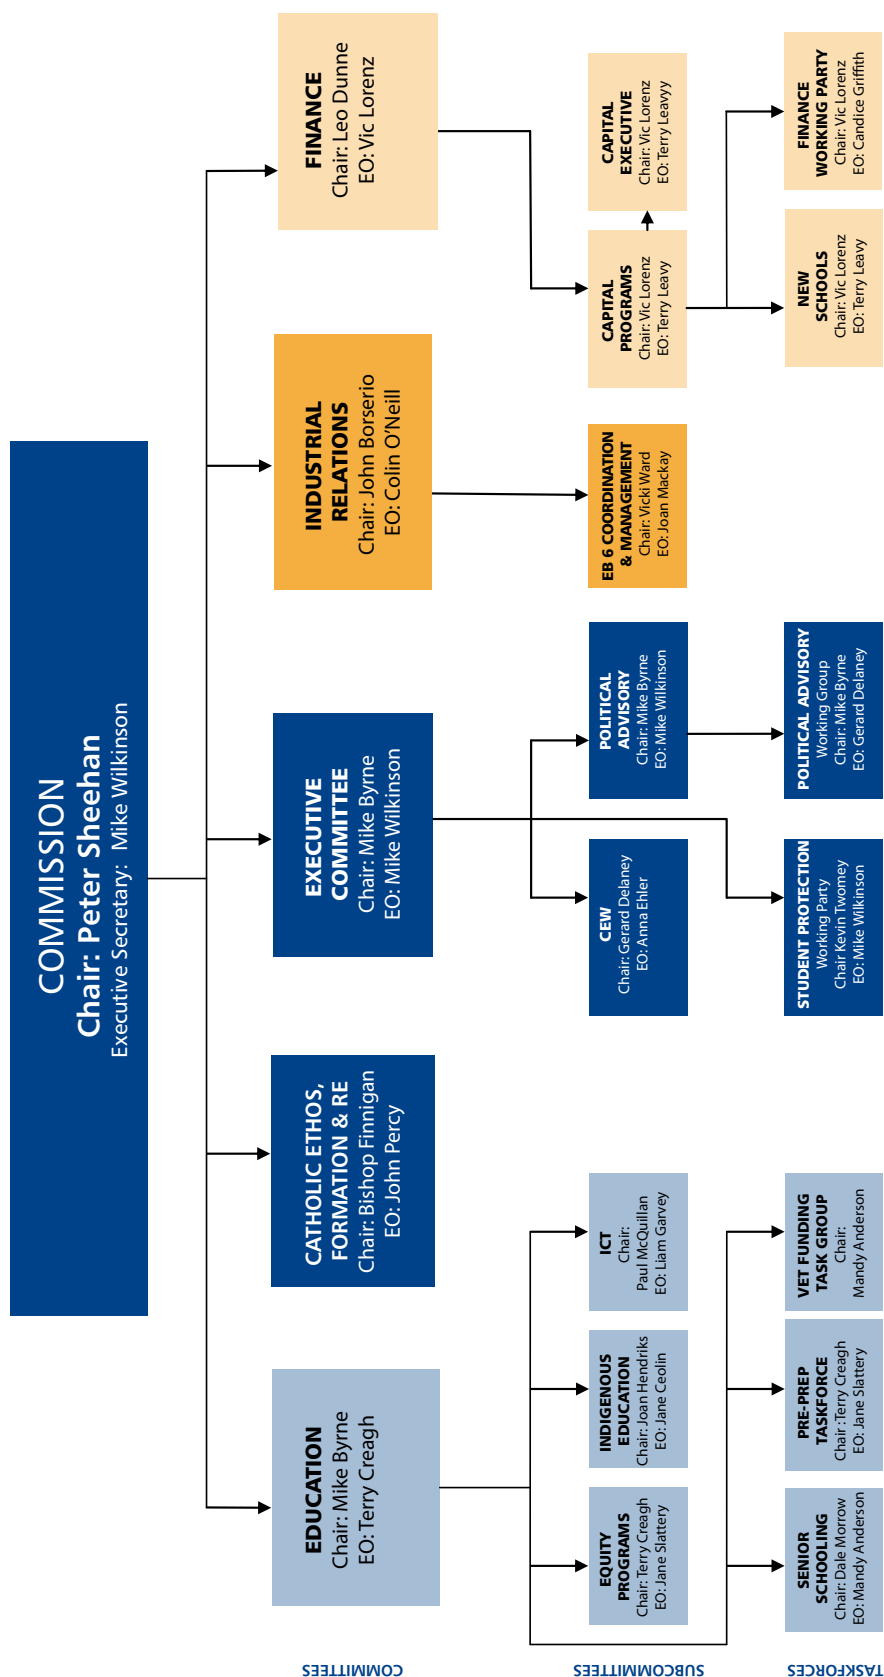 COMMISSION
Chair: Peter Sheehan
Executive Secretary: Mike Wilkinson
COMMITTEES
EDUCATION
Chair: Mike Byrne
EO: Terry Creagh
CATHOLIC ETHOS,
FORMATION & RE
Chair: Bishop Finnigan
EO: John Percy
EXECUTIVE
COMMITTEE
Chair: Mike Byrne
EO: Mike Wilkinson
INDUSTRIAL
RELATIONS
Chair: John Borserio
EO: Colin O'Neill
FINANCE
Chair: Leo Dunne
EO: Vic Lorenz
SUBCOMMITTEES
EQUITY
PROGRAMS
Chair: Terry Creagh
EO: Jane Slattery
INDIGENOUS
EDUCATION
Chair: Joan Hendriks
EO: Jane Ceolin
ICT
Chair:
Paul McQuillan
EO: Liam Garvey
CEW
Chair: Gerard Delaney
EO: Anna Ehler
POLITICAL
ADVISORY
Chair: Mike Byrne
EO: Mike Wilkinson
EB 6 COORDINATION
& MANAGEMENT
Chair: Vicki Ward
EO: Joan Mackay
CAPITAL
PROGRAMS
Chair: Vic Lorenz
EO: Terry Leavy
CAPITAL
EXECUTIVE
Chair: Vic Lorenz
EO: Terry Leavyy
TASKFORCES
SENIOR
SCHOOLING
Chair: Dale Morrow
EO: Mandy Anderson
PRE-PREP
TASKFORCE
Chair :Terry Creagh
EO: Jane Slattery
VET FUNDING
TASK GROUP
Chair:
Mandy Anderson
STUDENT PROTECTION
Working Party
Chair Kevin Twomey
EO: Mike Wilkinson
POLITICAL ADVISORY
Working Group
Chair: Mike Byrne
EO: Gerard Delaney
NEW
SCHOOLS
Chair: Vic Lorenz
EO: Terry Leavy
FINANCE
WORKING PARTY
Chair: Vic Lorenz
EO: Candice Griffith